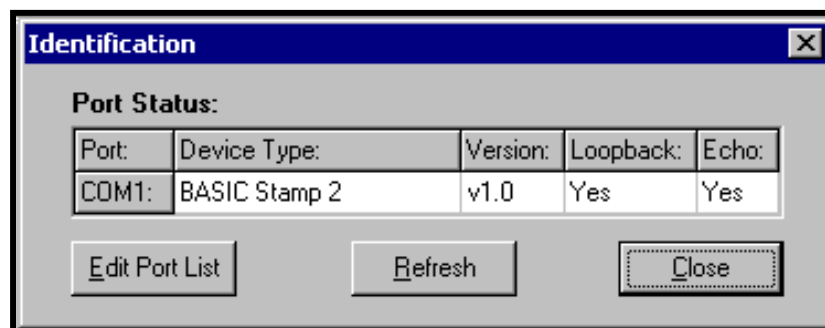 Identification
Port Status:
Port: Device Type: Version: Loopback: Echo:
COM1: BASIC Stamp 2 v1.0 Yes Yes
Edit Port List Refresh Close